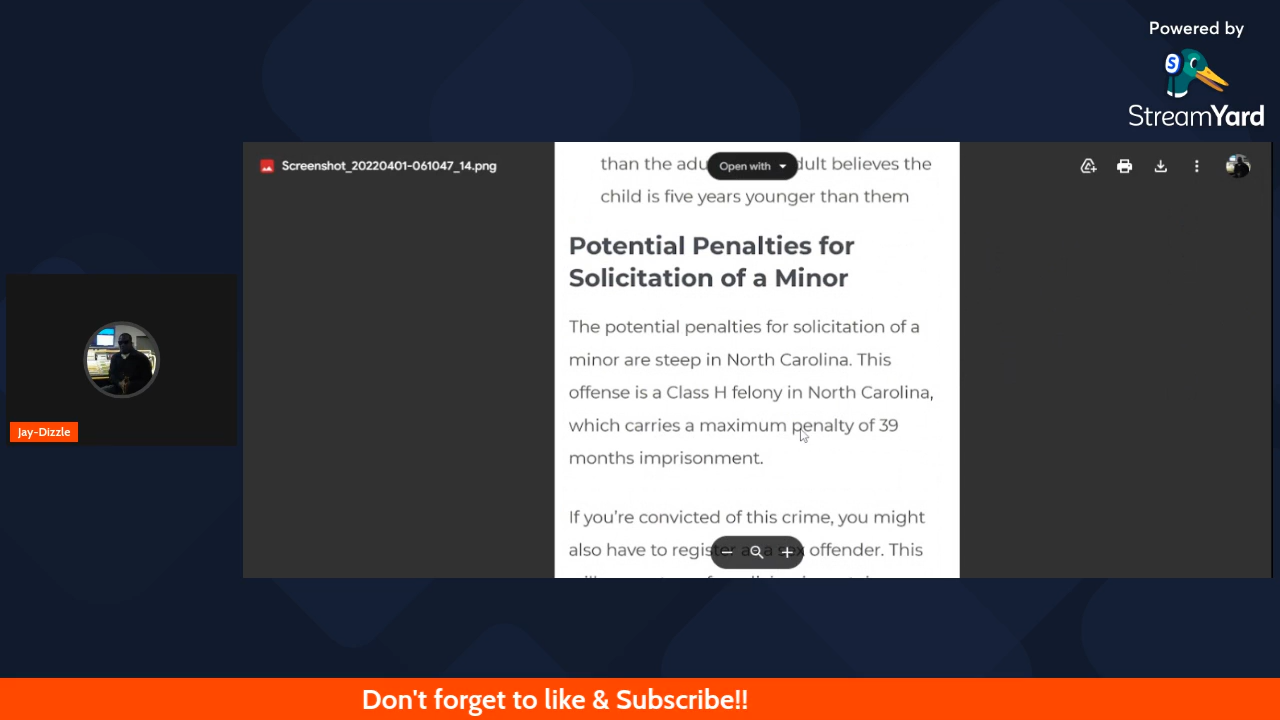 Powered by
StreamYard
Screenshot_20220401-061047_14.png
Open with
than the adu dult believes the
child is five years younger than them
Potential Penalties for
Solicitation of a Minor
The potential penalties for solicitation of a
minor are steep in North Carolina. This
offense is a Class H felony in North Carolina,
which carries a maximum penalty of 39
months imprisonment.
If you're convicted of this crime, you might
also have to register as a sex offender. This
Jay-Dizzle
Don't forget to like & Subscribe!!